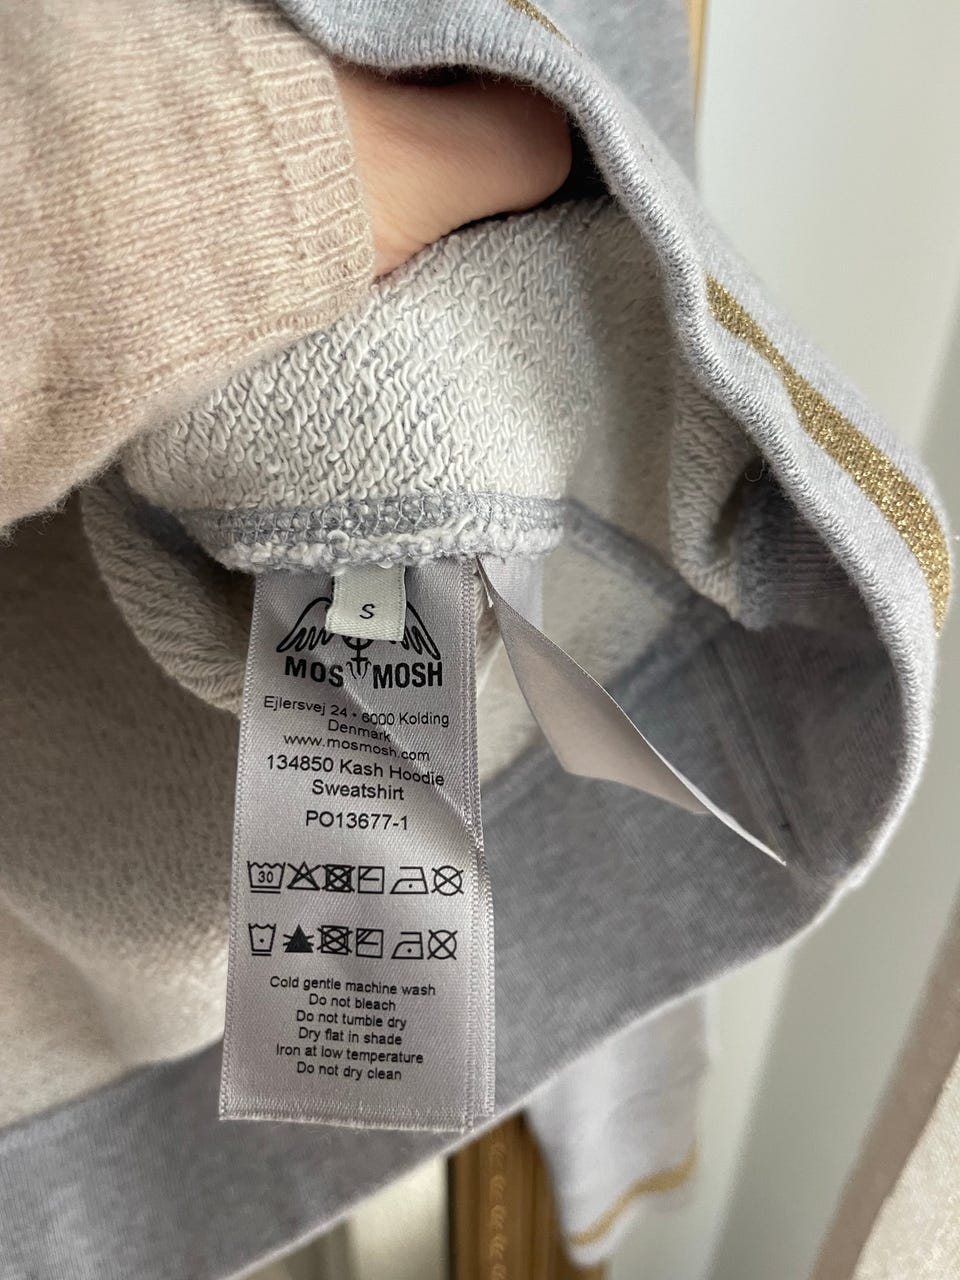 S
MOS MOSH
Ejlersvej 24 • 6000 Kolding
Denmark
www.mosmosh.com
134850 Kash Hoodie
Sweatshirt
PO13677-1
30
Cold gentle machine wash
Do not bleach
Do not tumble dry
Dry flat in shade
Iron at low temperature
Do not dry clean